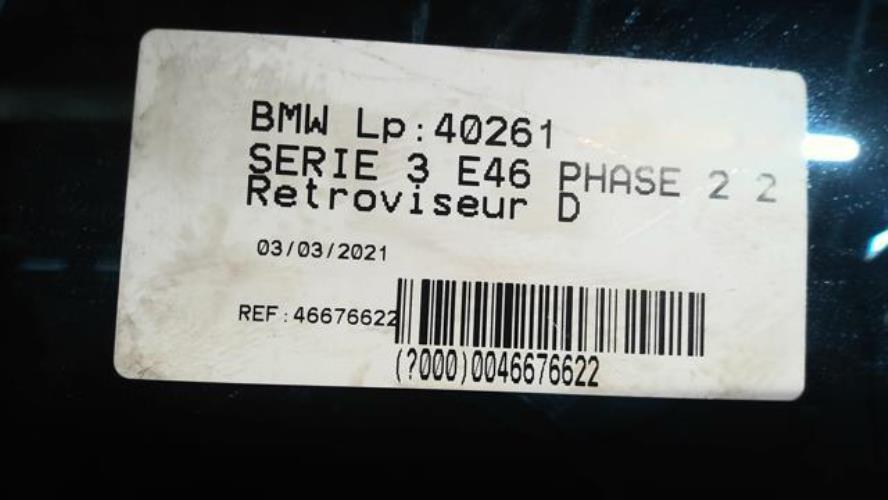 BMW Lp:40261
SERIE 3 E46 PHASE 2 2
Retroviseur D
03/03/2021
REF:46676622
(?000)0046676622